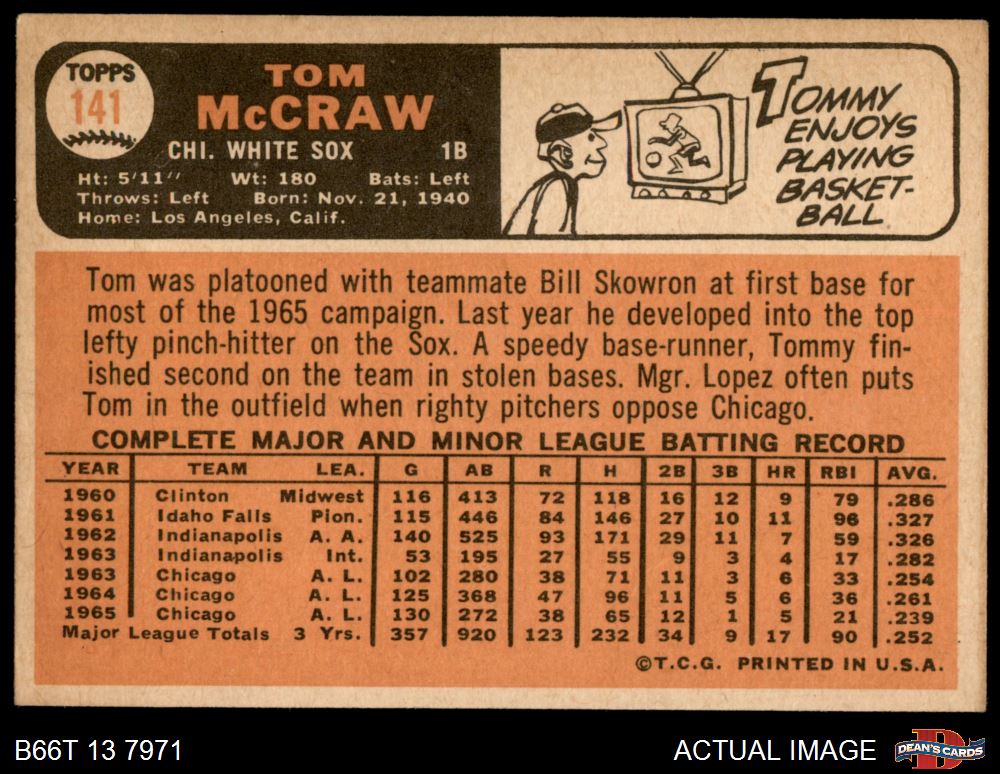 TOPPS
141
TOM
McCRAW
CHI. WHITE SOX 1B
Ht: 5'11" Wt: 180 Bats: Left
Throws: Left Born: Nov. 21, 1940
Home: Los Angeles, Calif.
TOMMY
ENJOYS
PLAYING
BASKET-
BALL
Tom was platooned with teammate Bill Skowron at first base for
most of the 1965 campaign. Last year he developed into the top
lefty pinch-hitter on the Sox. A speedy base-runner, Tommy fin-
ished second on the team in stolen bases. Mgr. Lopez often puts
Tom in the outfield when righty pitchers oppose Chicago.
COMPLETE MAJOR AND MINOR LEAGUE BATTING RECORD
YEAR TEAM LEA. G AB R H 2B 3B HR RBI AVG.
1960 Clinton Midwest 116 413 72 118 16 12 9 79 .286
1961 Idaho Falls Pion. 115 446 84 146 27 10 11 96 .327
1962 Indianapolis A. A. 140 525 93 171 29 11 7 59 .326
1963 Indianapolis Int. 53 195 27 55 9 3 4 17 .282
1963 Chicago A. L. 102 280 38 71 11 3 6 33 .254
1964 Chicago A. L. 125 368 47 96 11 5 6 36 .261
1965 Chicago A. L. 130 272 38 65 12 1 5 21 .239
Major League Totals 3 Yrs. 357 920 123 232 34 9 17 90 .252
©T.C.G. PRINTED IN U.S.A.
B66T 13 7971
ACTUAL IMAGE
DEAN'S CARDS